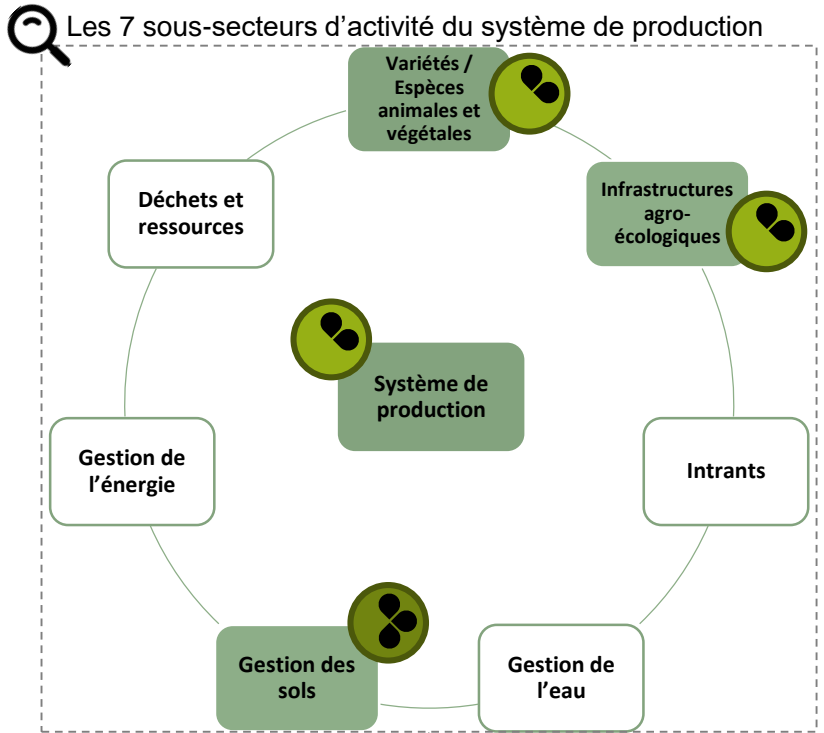 Les 7 sous-secteurs d’activité du système de production
Variétés /
Espèces
animales et
végétales
Infrastructures
agro-
écologiques
Déchets et
ressources
Système de
production
Gestion de
l’énergie
Intrants
Gestion des
sols
Gestion de
l’eau